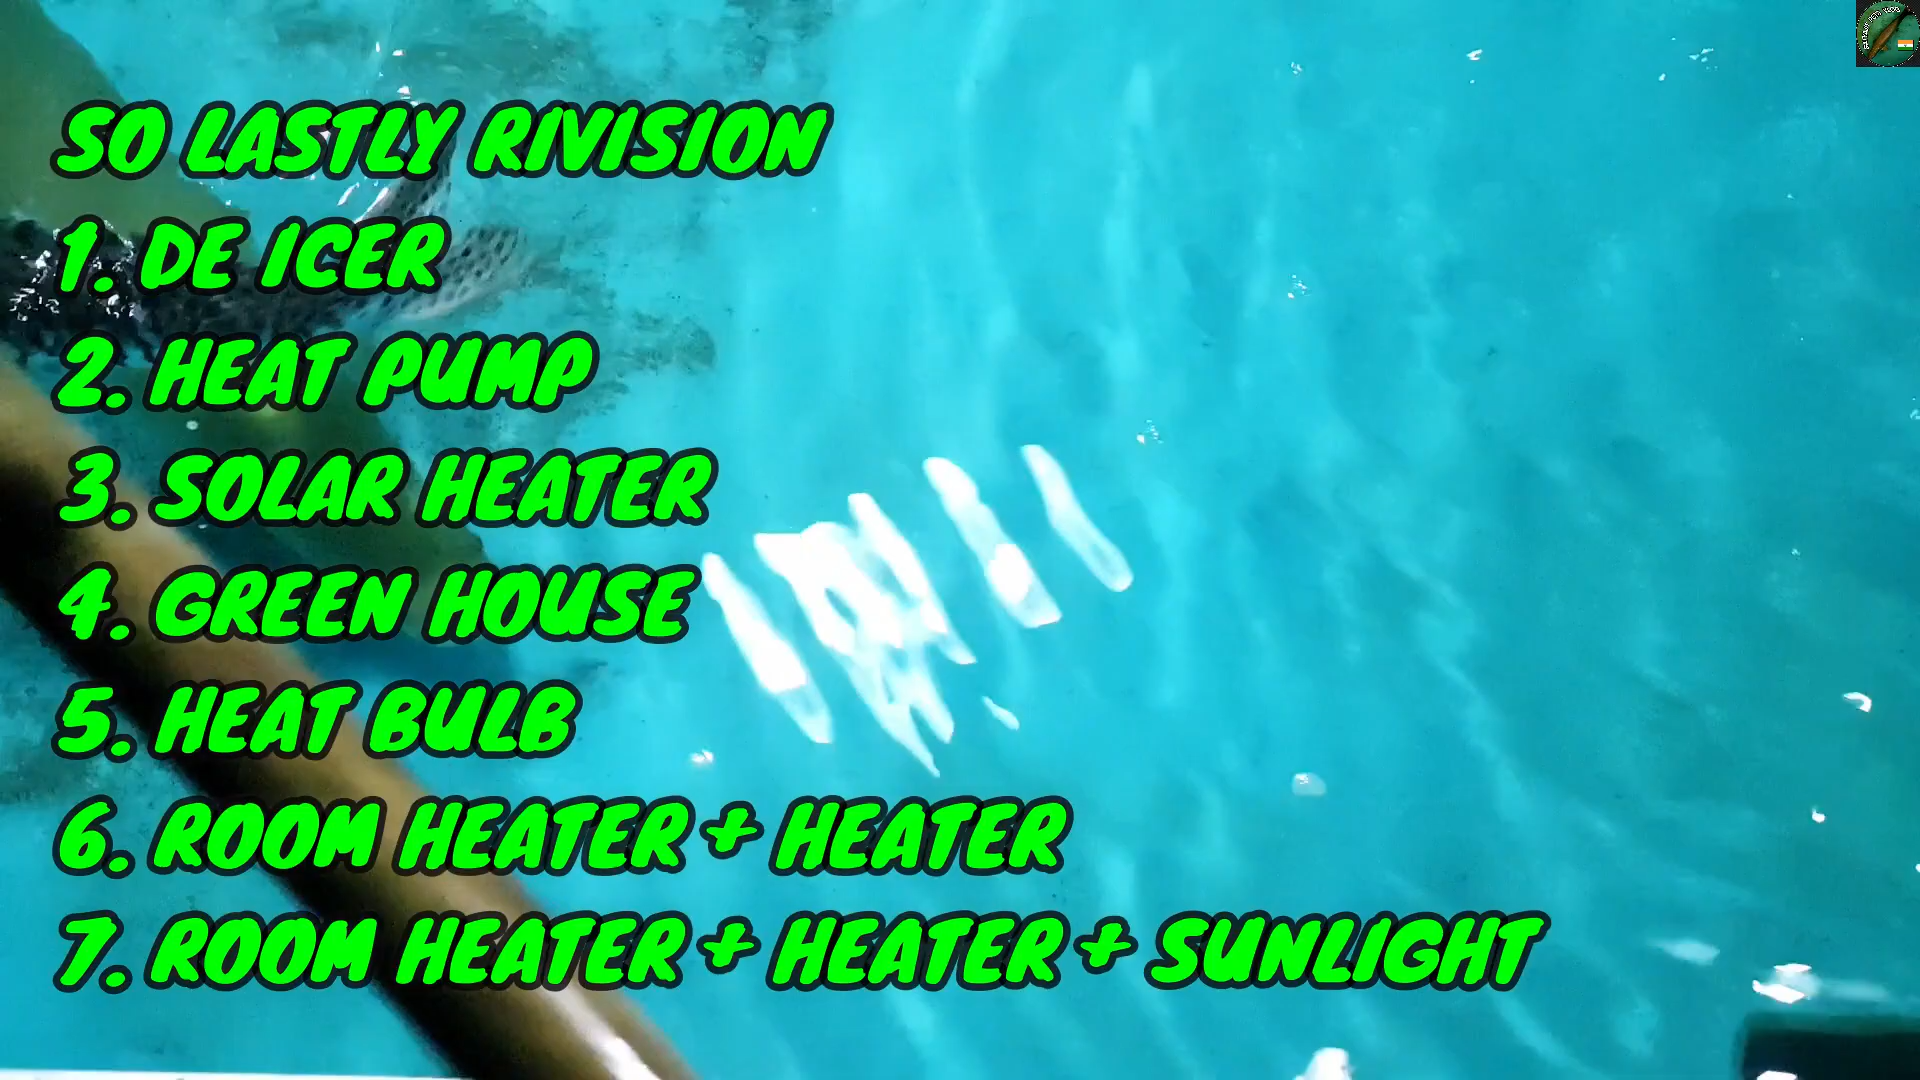 SO LASTLY RIVISION
1. DE ICER
2. HEAT PUMP
3. SOLAR HEATER
4. GREEN HOUSE
5. HEAT BULB
6. ROOM HEATER + HEATER
7. ROOM HEATER + HEATER + SUNLIGHT